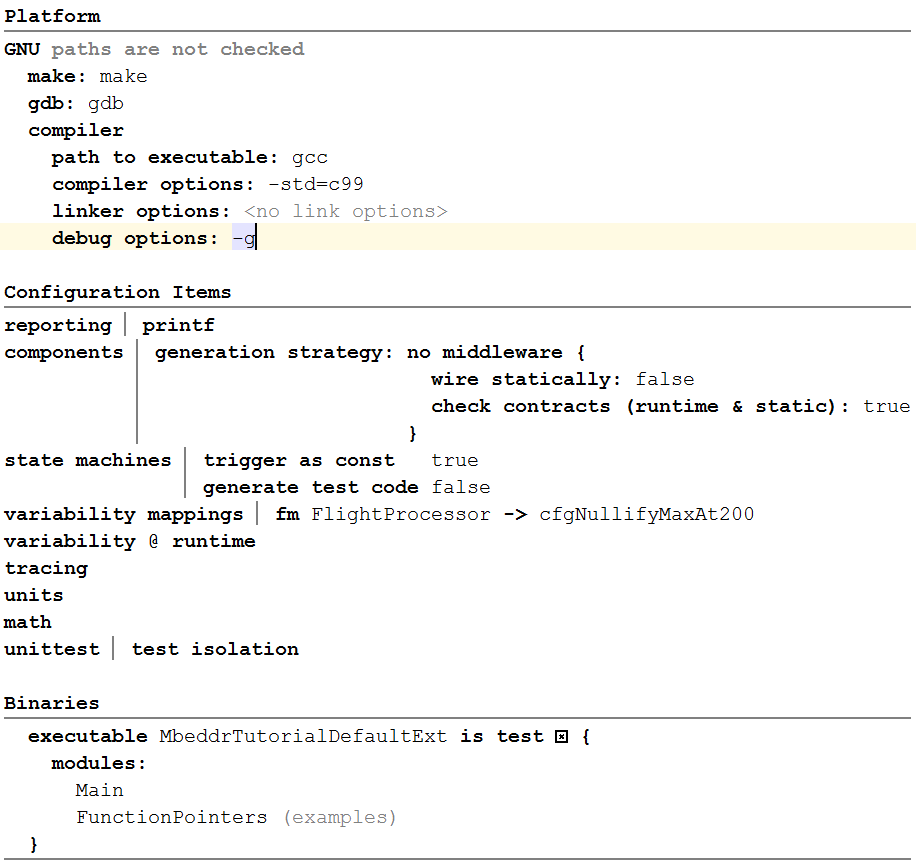 Platform
GNU paths are not checked
make: make
gdb: gdb
compiler
path to executable: gcc
compiler options: -std=c99
linker options: <no link options>
debug options: -g
Configuration Items
reporting | printf
components | generation strategy: no middleware {
wire statically: false
check contracts (runtime & static): true
}
state machines | trigger as const true
generate test code false
variability mappings | fm FlightProcessor -> cfgNullifyMaxAt200
variability @ runtime
tracing
units
math
unittest | test isolation
Binaries
executable MbeddrTutorialDefaultExt is test ☒ {
modules:
Main
FunctionPointers (examples)
}